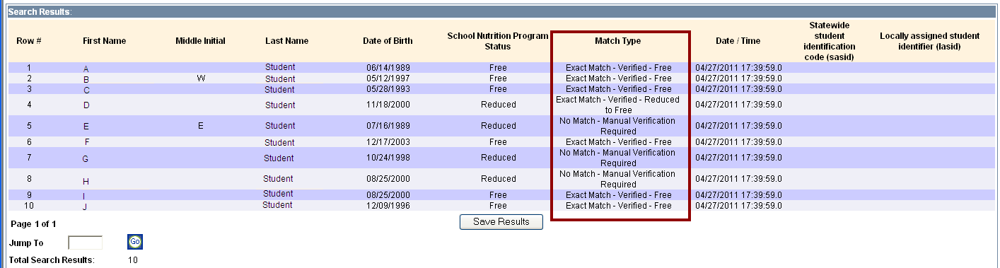 Search Results:
Row # First Name Middle Initial Last Name Date of Birth School Nutrition Program Status Match Type Date / Time Statewide student identification code (sasid) Locally assigned student identifier (lasid)
1 A Student 06/14/1989 Free Exact Match - Verified - Free 04/27/2011 17:39:59.0
2 B W Student 05/12/1997 Free Exact Match - Verified - Free 04/27/2011 17:39:59.0
3 C Student 05/28/1993 Free Exact Match - Verified - Free 04/27/2011 17:39:59.0
4 D Student 11/18/2000 Reduced Exact Match - Verified - Reduced to Free 04/27/2011 17:39:59.0
5 E E Student 07/16/1989 Reduced No Match - Manual Verification Required 04/27/2011 17:39:59.0
6 F Student 12/17/2003 Free Exact Match - Verified - Free 04/27/2011 17:39:59.0
7 G Student 10/24/1998 Reduced No Match - Manual Verification Required 04/27/2011 17:39:59.0
8 H Student 08/25/2000 Reduced No Match - Manual Verification Required 04/27/2011 17:39:59.0
9 I Student 08/25/2000 Free Exact Match - Verified - Free 04/27/2011 17:39:59.0
10 J Student 12/09/1996 Free Exact Match - Verified - Free 04/27/2011 17:39:59.0
Page 1 of 1
Save Results
Jump To Go
Total Search Results: 10